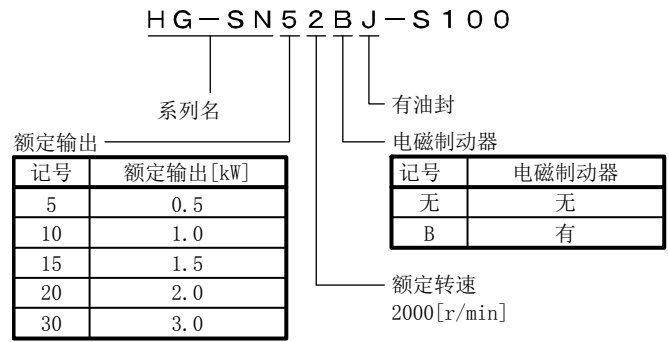 HG-SN52BJ-S100
系列名
有油封
额定输出
电磁制动器
记号 额定输出[kW]
5 0.5
10 1.0
15 1.5
20 2.0
30 3.0
记号 电磁制动器
无 无
B 有
额定转速
2000[r/min]